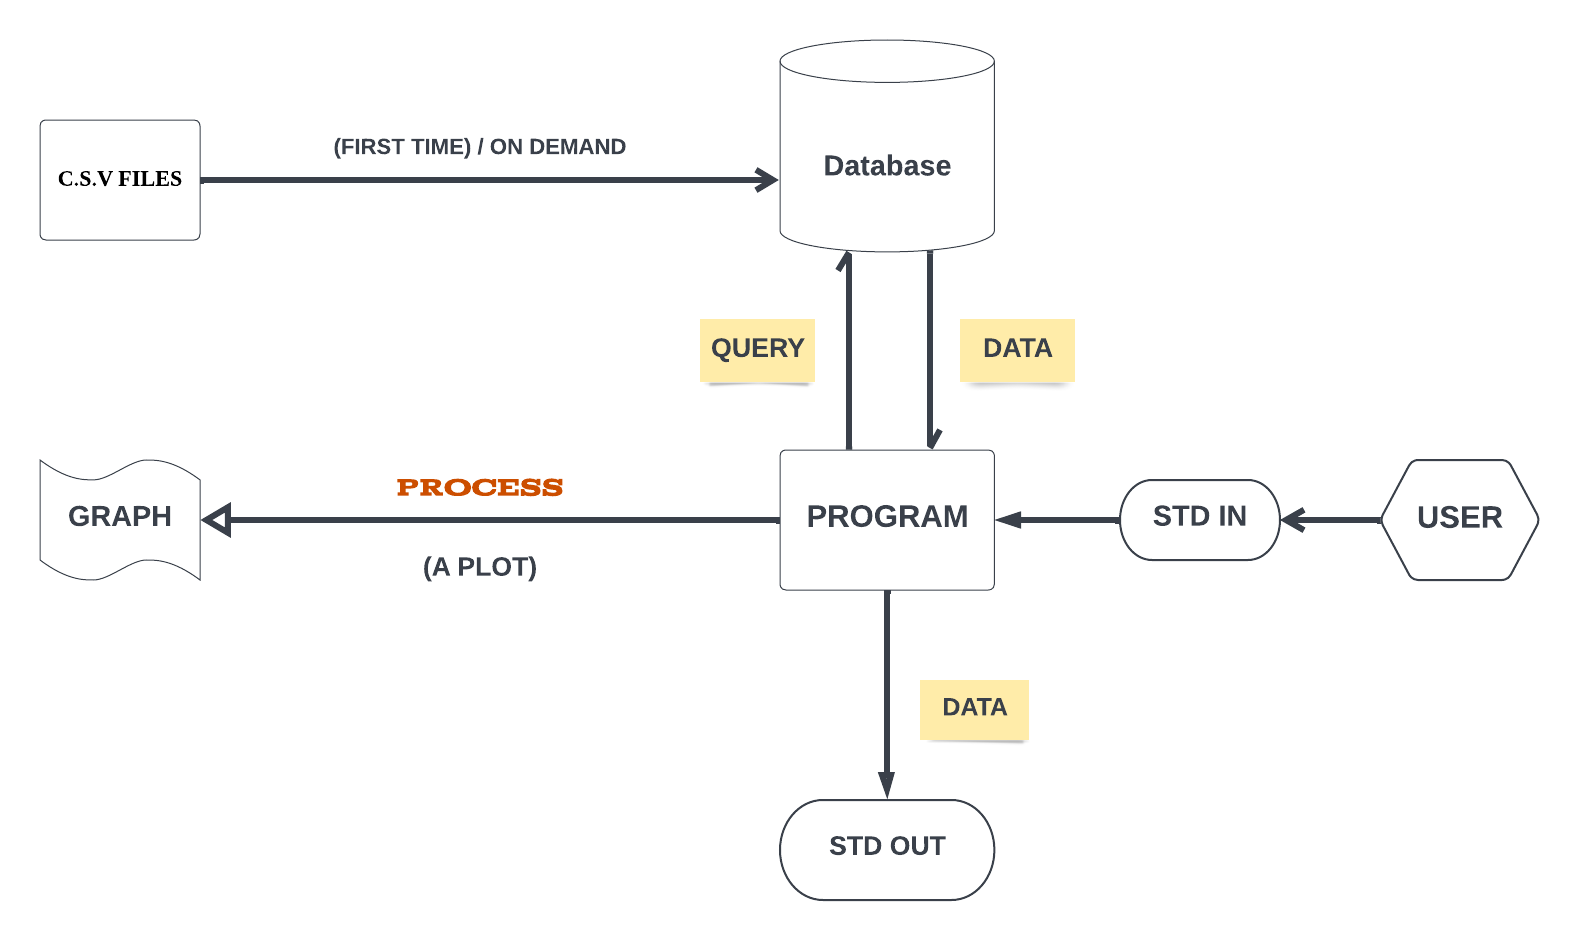 (FIRST TIME) / ON DEMAND
Database
C.S.V FILES
QUERY
DATA
PROCESS
GRAPH
PROGRAM
STD IN
USER
(A PLOT)
DATA
STD OUT